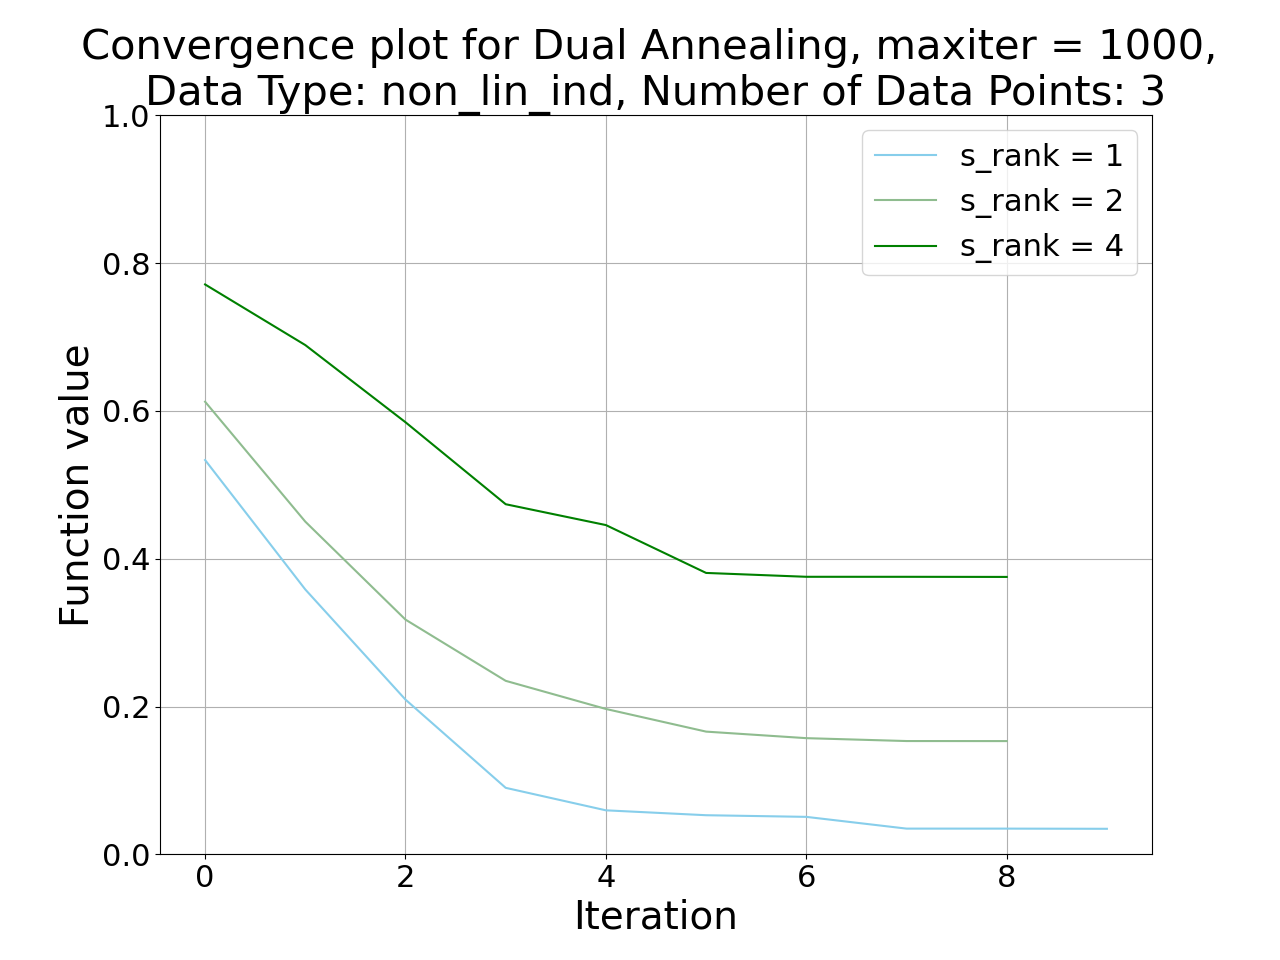 Convergence plot for Dual Annealing, maxiter = 1000,
Data Type: non_lin_ind, Number of Data Points: 3
1.0
0.8
0.6
0.4
0.2
0.0
Function value
s_rank = 1
s_rank = 2
s_rank = 4
0 2 4 6 8
Iteration